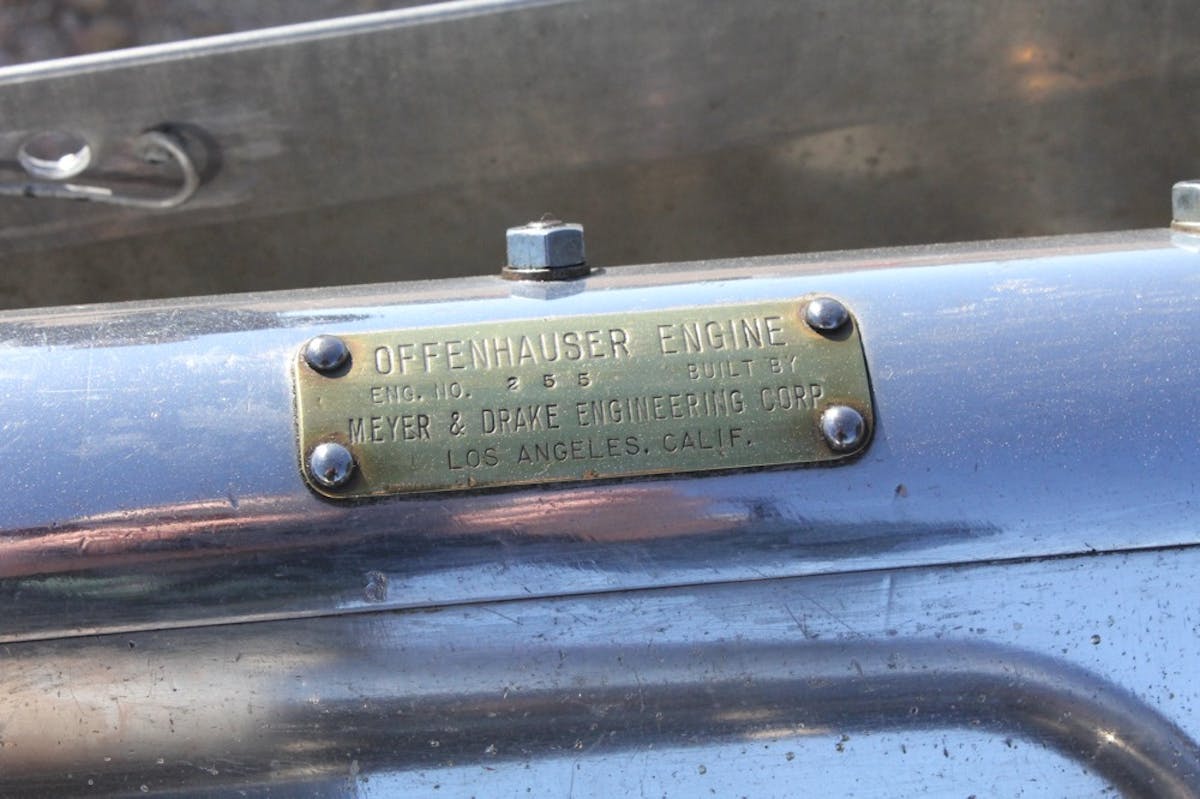 OFFENHAUSER ENGINE
ENG. NO. 255 BUILT BY
MEYER & DRAKE ENGINEERING CORP
LOS ANGELES, CALIF.